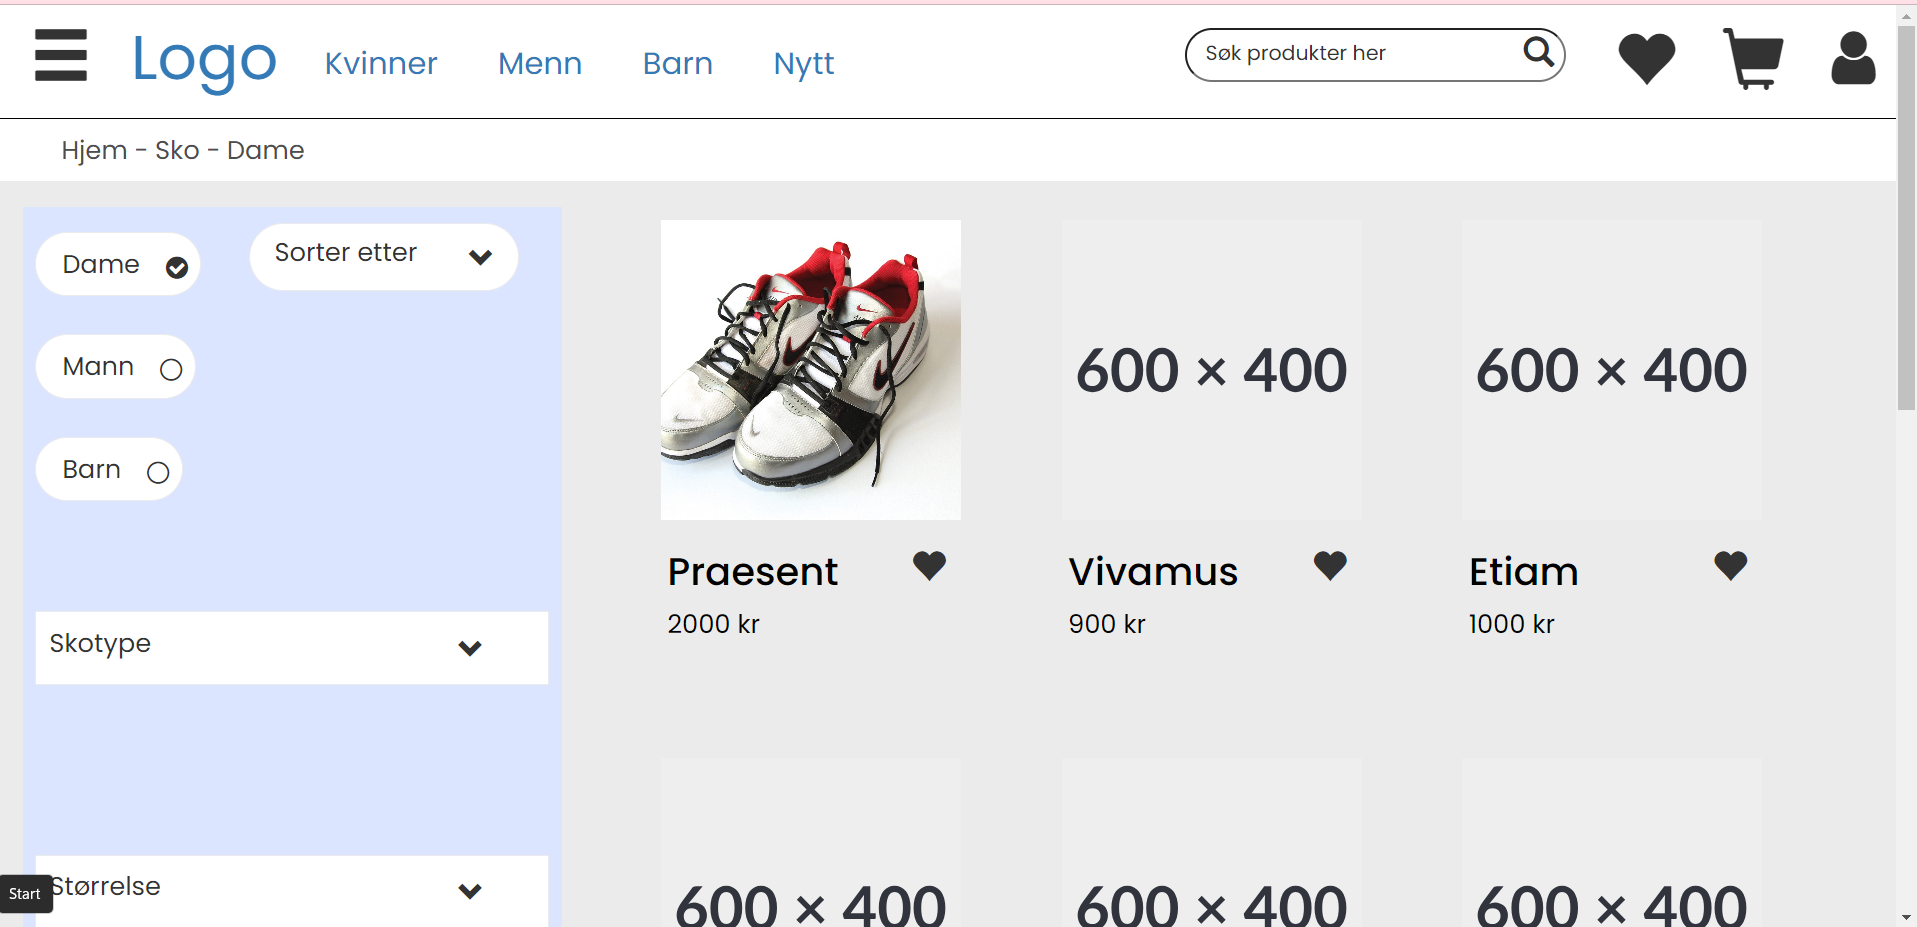 Logo
Kvinner Menn Barn Nytt
Søk produkter her
Hjem - Sko - Dame
Dame
Sorter etter
Mann
Barn
Skotype
Størrelse
Start
600 × 400
600 × 400
Praesent
2000 kr
Vivamus
900 kr
Etiam
1000 kr
600 × 400
600 × 400
600 × 400